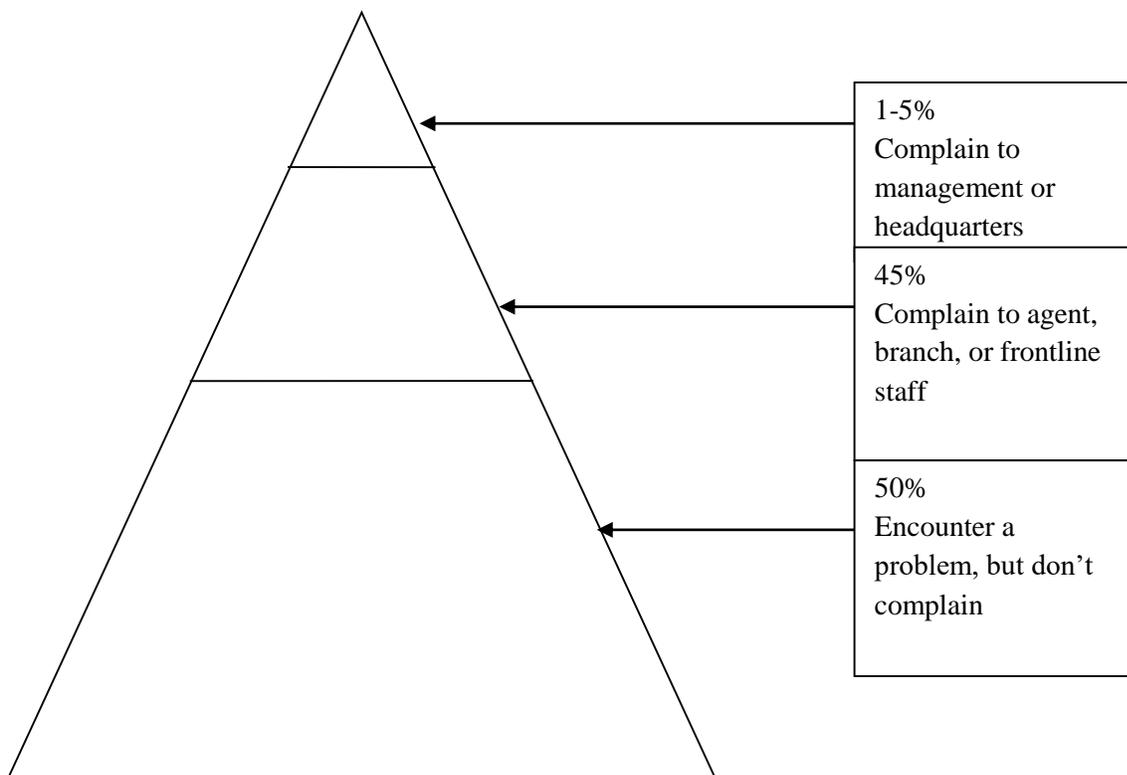 1-5%
Complain to
management or
headquarters
45%
Complain to agent,
branch, or frontline
staff
50%
Encounter a
problem, but don’t
complain